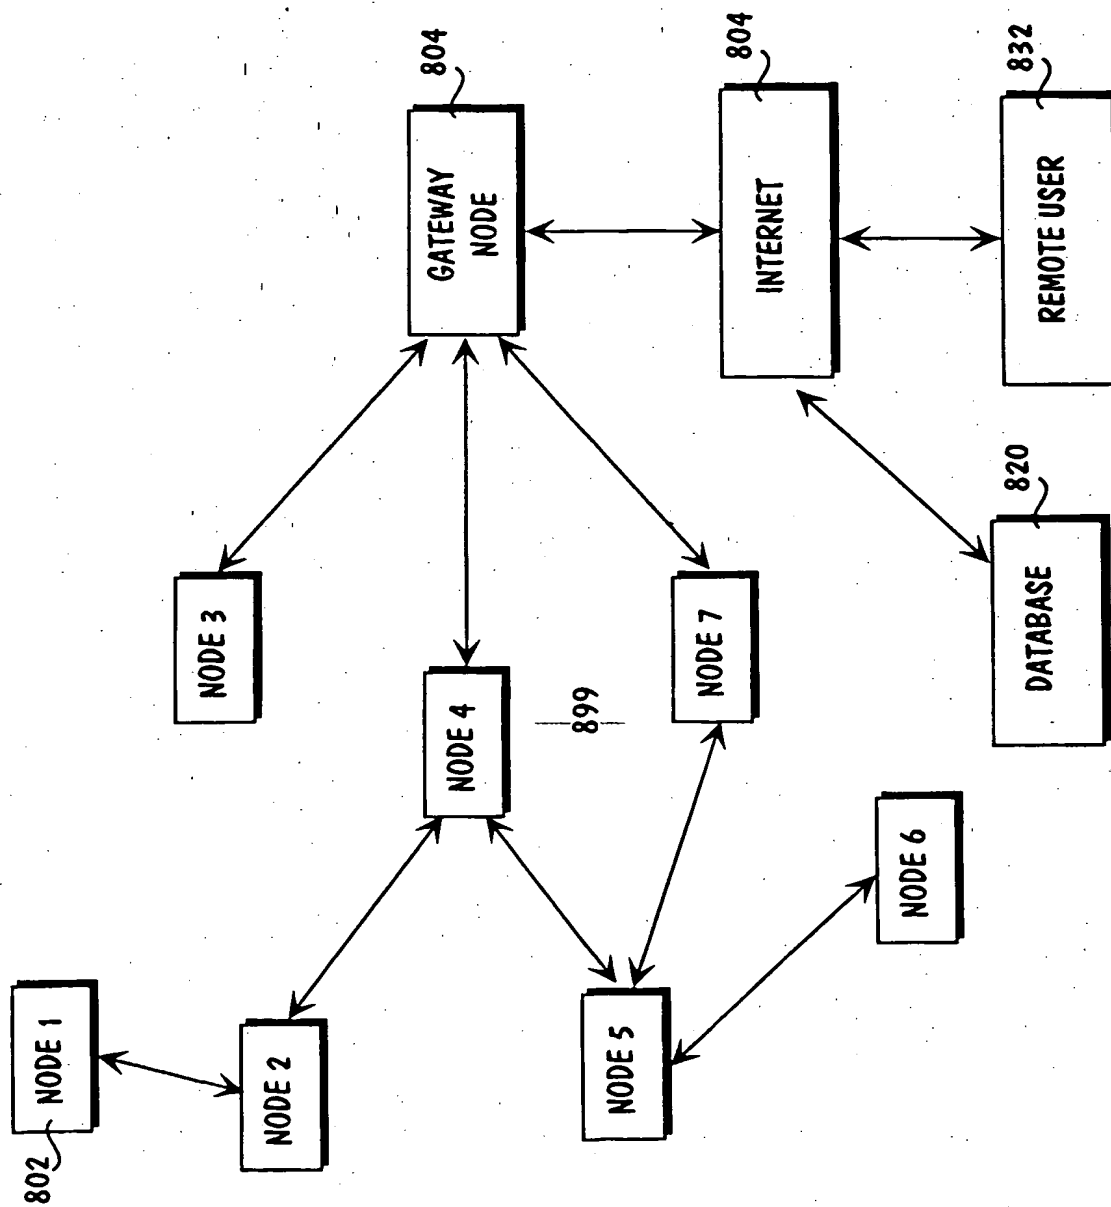 802
NODE 1
NODE 2
NODE 3
NODE 4
899
NODE 5
NODE 7
NODE 6
804
GATEWAY
NODE
804
INTERNET
820
DATABASE
832
REMOTE USER